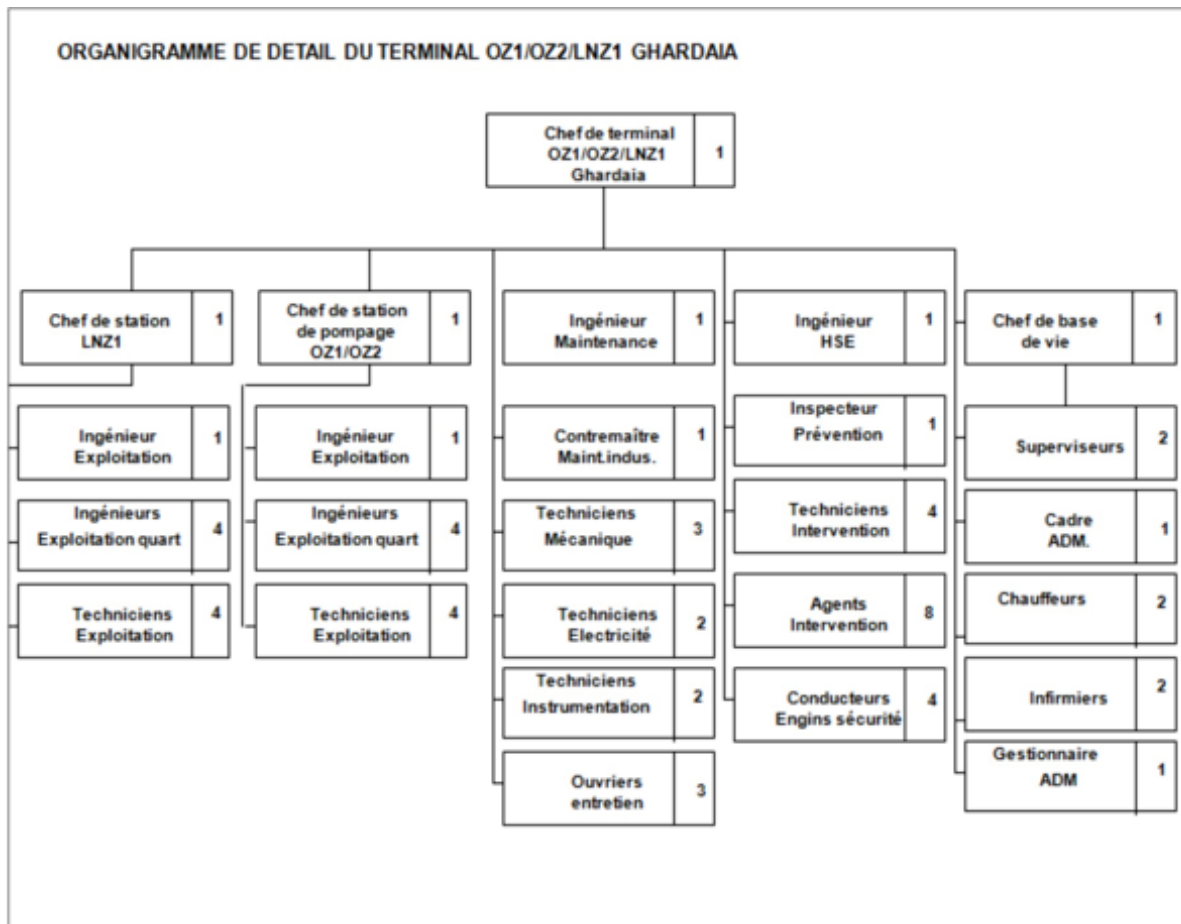 ORGANIGRAMME DE DETAIL DU TERMINAL OZ1/OZ2/LNZ1 GHARDAIA
Chef de terminal
OZ1/OZ2/LNZ1
Ghardaia
1
Chef de station
LNZ1
1
Chef de station
de pompage
OZ1/OZ2
1
Ingénieur
Maintenance
1
Ingénieur
HSE
1
Chef de base
de vie
1
Ingénieur
Exploitation
1
Ingénieur
Exploitation
1
Contremaître
Maint.indus.
1
Inspecteur
Prévention
1
Superviseurs
2
Ingénieurs
Exploitation quart
4
Ingénieurs
Exploitation quart
4
Techniciens
Mécanique
3
Techniciens
Intervention
4
Cadre
ADM.
1
Techniciens
Exploitation
4
Techniciens
Exploitation
4
Techniciens
Electricité
2
Agents
Intervention
8
Chauffeurs
2
Techniciens
Instrumentation
2
Conducteurs
Engins sécurité
4
Infirmiers
2
Ouvriers
entretien
3
Gestionnaire
ADM
1